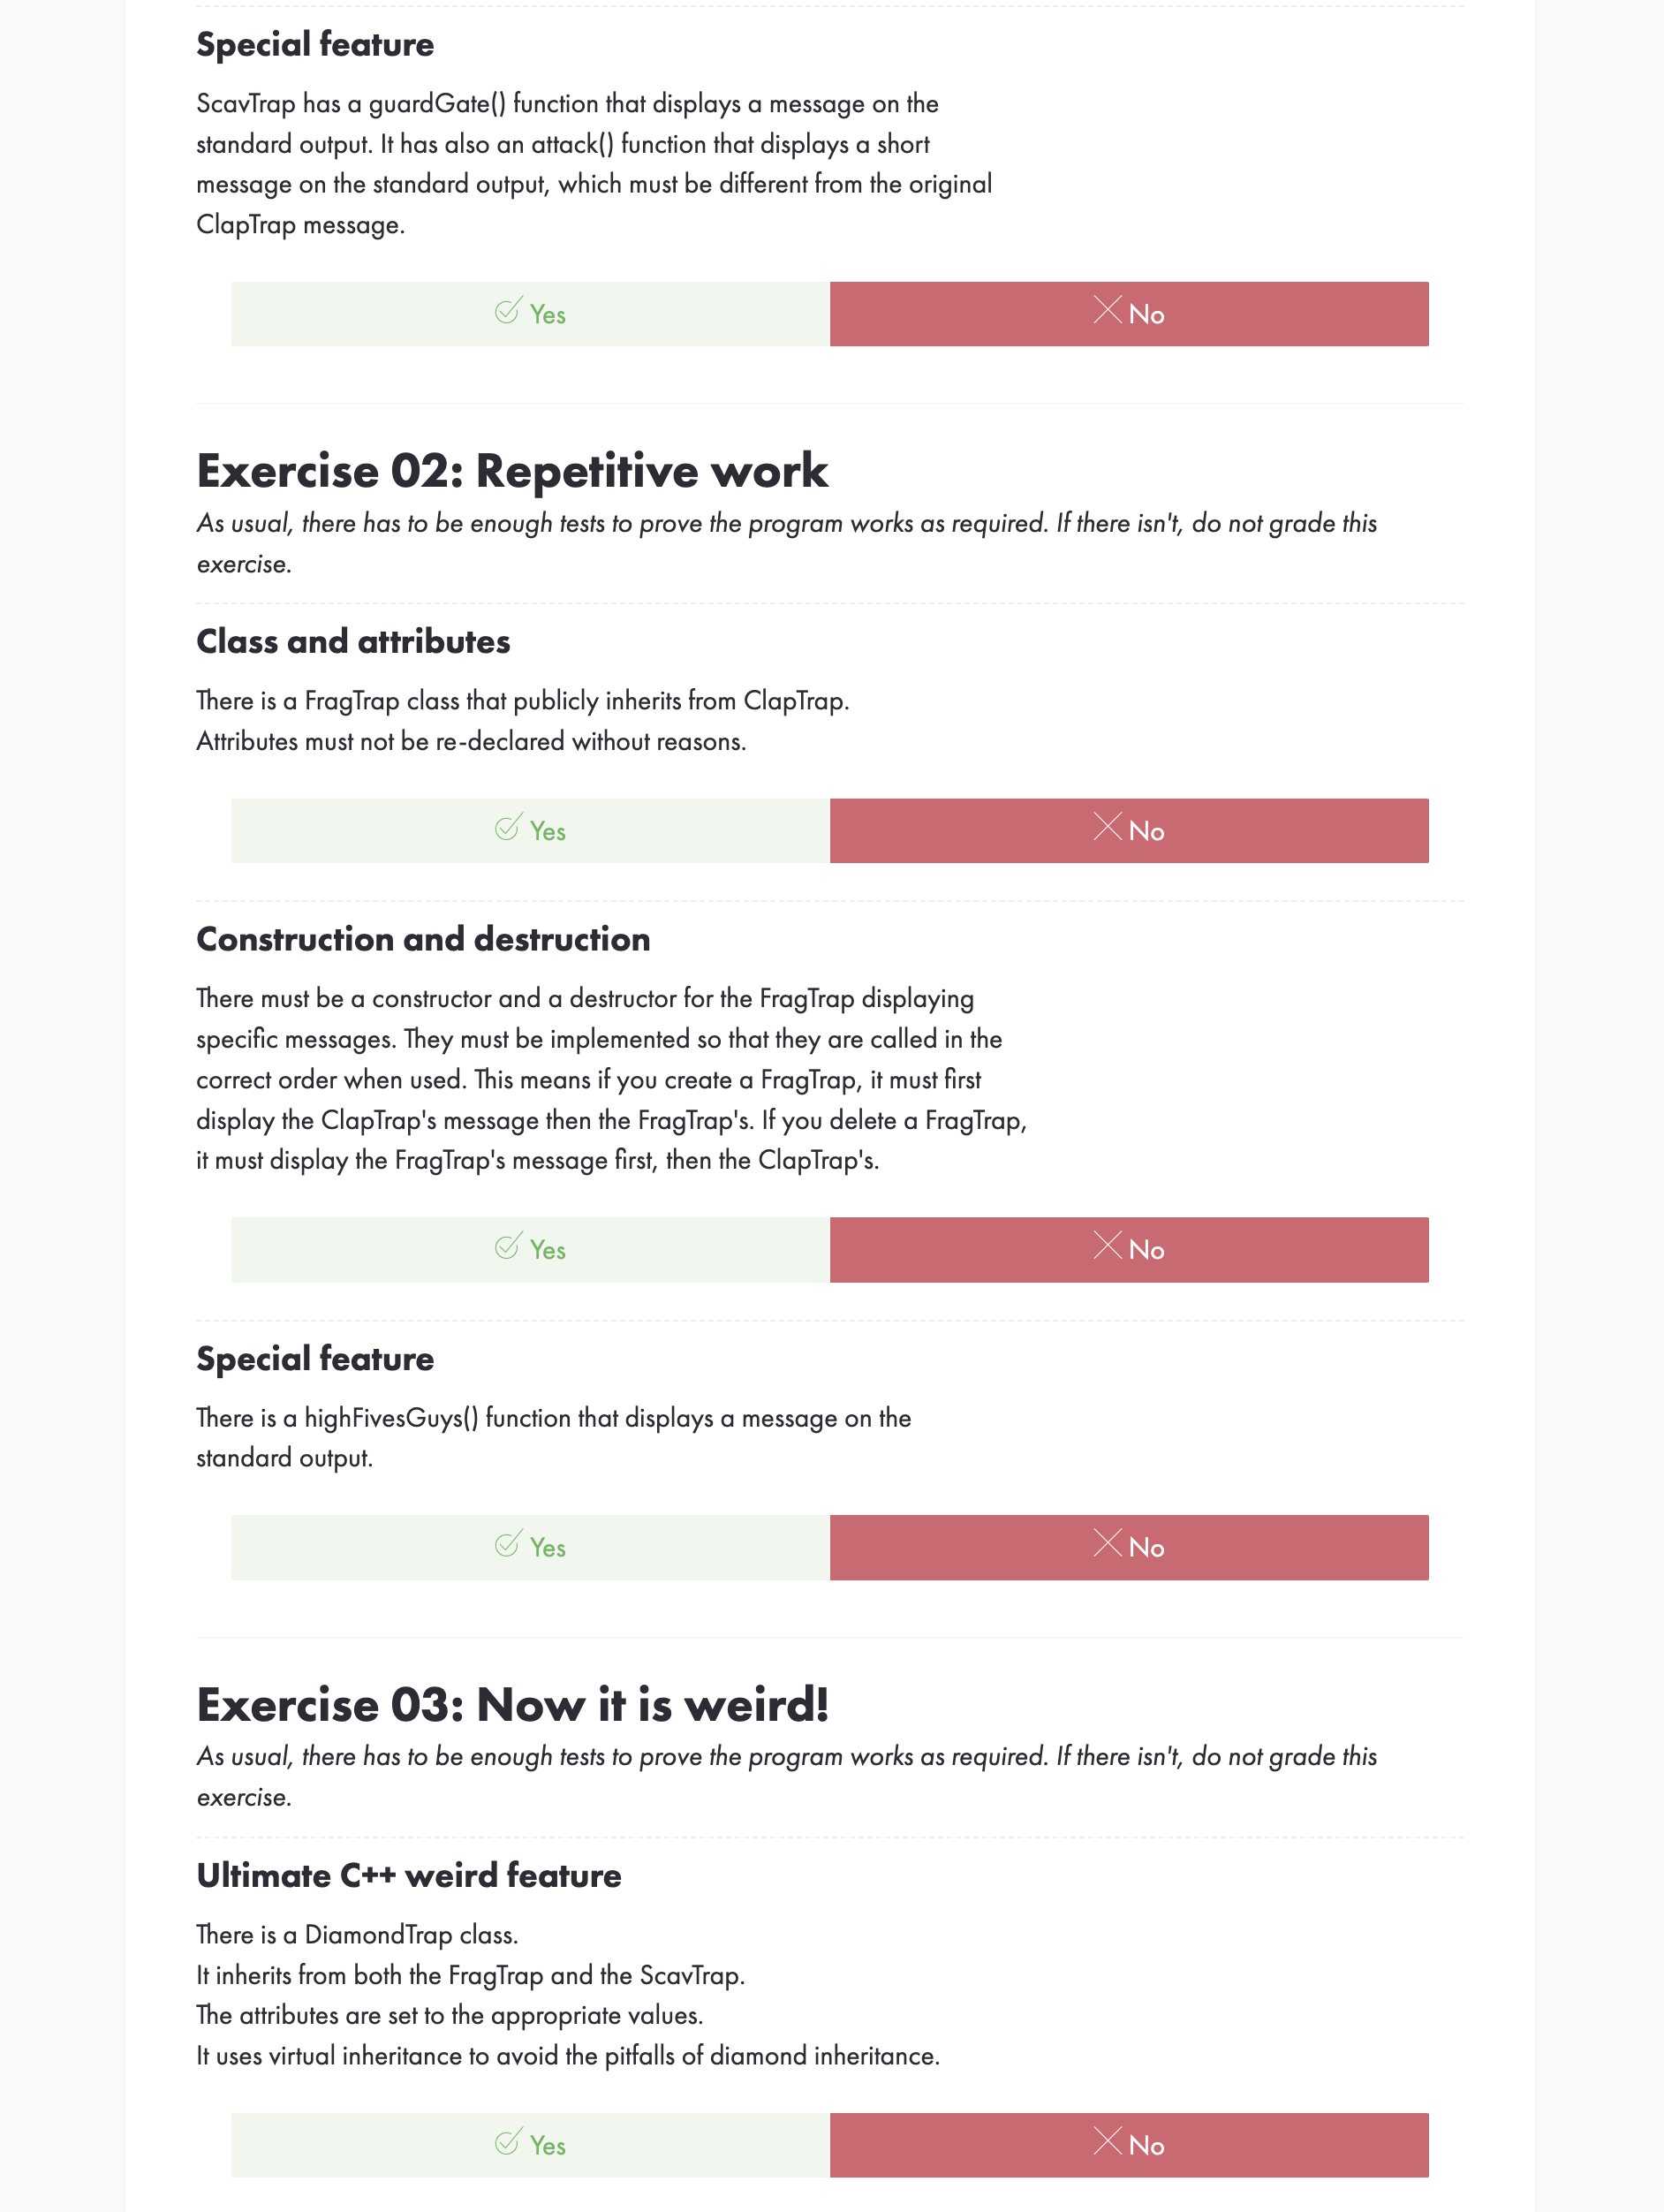 Special feature
ScavTrap has a guardGate() function that displays a message on the
standard output. It has also an attack() function that displays a short
message on the standard output, which must be different from the original
ClapTrap message.
Yes
No
Exercise 02: Repetitive work
As usual, there has to be enough tests to prove the program works as required. If there isn't, do not grade this
exercise.
Class and attributes
There is a FragTrap class that publicly inherits from ClapTrap.
Attributes must not be re-declared without reasons.
Yes
No
Construction and destruction
There must be a constructor and a destructor for the FragTrap displaying
specific messages. They must be implemented so that they are called in the
correct order when used. This means if you create a FragTrap, it must first
display the ClapTrap's message then the FragTrap's. If you delete a FragTrap,
it must display the FragTrap's message first, then the ClapTrap's.
Yes
No
Special feature
There is a highFivesGuys() function that displays a message on the
standard output.
Yes
No
Exercise 03: Now it is weird!
As usual, there has to be enough tests to prove the program works as required. If there isn't, do not grade this
exercise.
Ultimate C++ weird feature
There is a DiamondTrap class.
It inherits from both the FragTrap and the ScavTrap.
The attributes are set to the appropriate values.
It uses virtual inheritance to avoid the pitfalls of diamond inheritance.
Yes
No